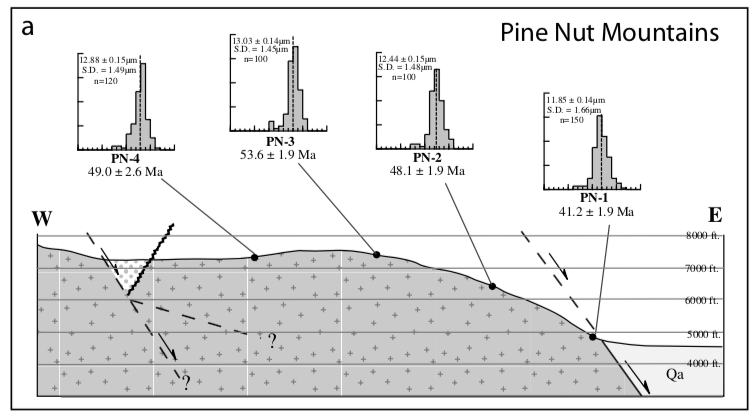 a
Pine Nut Mountains
12.88 ± 0.15µm
S.D. = 1.49µm
n=120
PN-4
49.0 ± 2.6 Ma
13.03 ± 0.14µm
S.D. = 1.45µm
n=100
PN-3
53.6 ± 1.9 Ma
12.44 ± 0.15µm
S.D. = 1.48µm
n=100
PN-2
48.1 ± 1.9 Ma
11.85 ± 0.14µm
S.D. = 1.66µm
n=150
PN-1
41.2 ± 1.9 Ma
W
E
8000 ft.
7000 ft.
6000 ft.
5000 ft.
4000 ft.
?
?
Qa